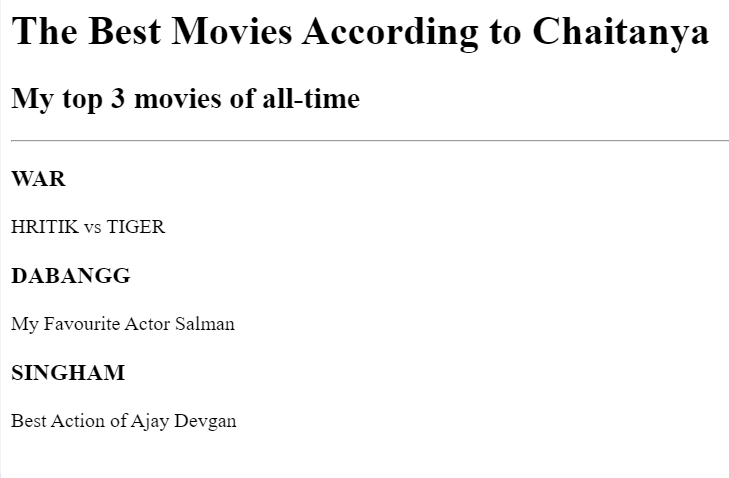 The Best Movies According to Chaitanya
My top 3 movies of all-time
WAR
HRITIK vs TIGER
DABANGG
My Favourite Actor Salman
SINGHAM
Best Action of Ajay Devgan